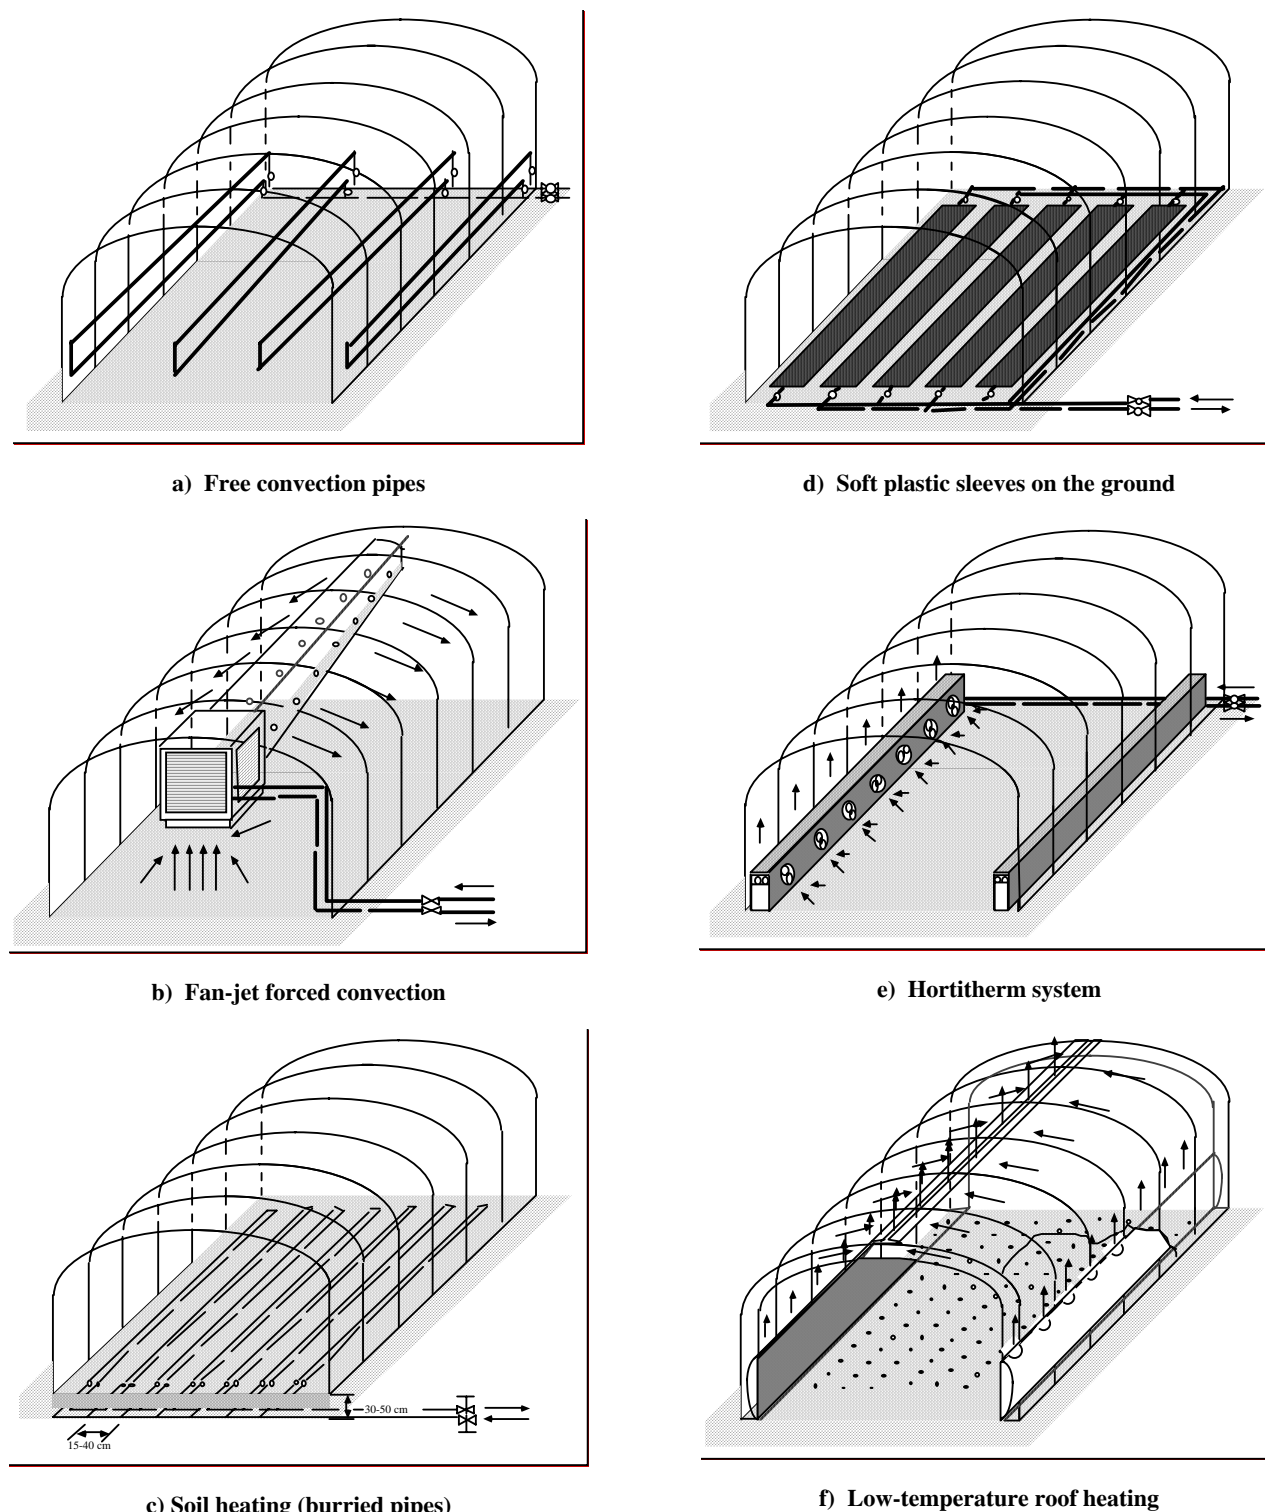 a) Free convection pipes
d) Soft plastic sleeves on the ground
b) Fan-jet forced convection
e) Hortitherm system
30-50 cm
15-40 cm
c) Soil heating (burried pipes)
f) Low-temperature roof heating